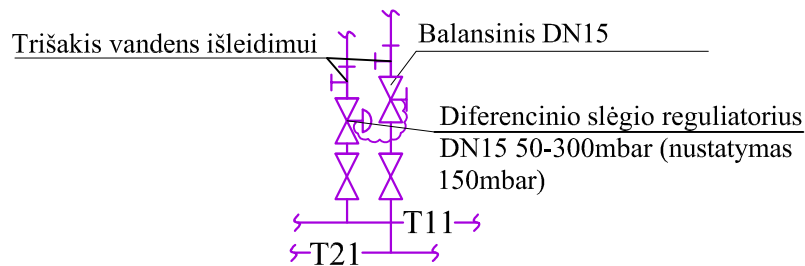 Trišakis vandens išleidimui
Balansinis DN15
Diferencinio slėgio reguliatorius
DN15 50-300mbar (nustatymas
150mbar)
T11
T21